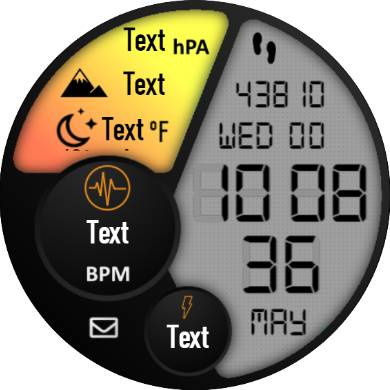 Text hPA
Text
Text °F
Text
BPM
Text
43810
WED 00
10 08
36
MAY